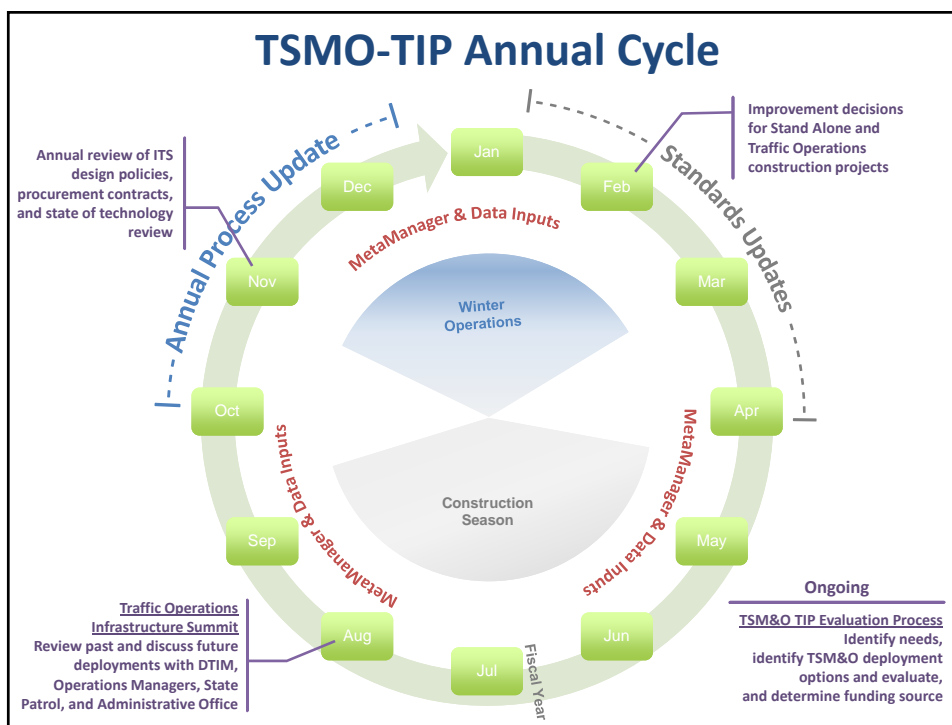 TSMO-TIP Annual Cycle
Annual review of ITS
design policies,
procurement contracts,
and state of technology
review
Annual Process Update
Improvement decisions
for Stand Alone and
Traffic Operations
construction projects
Standards Updates
Jan
Feb
Mar
Apr
May
Jun
Jul
Aug
Sep
Oct
Nov
Dec
MetaManager & Data Inputs
Winter
Operations
MetaManager & Data Inputs
MetaManager & Data Inputs
Construction
Season
Fiscal Year
Traffic Operations
Infrastructure Summit
Review past and discuss future
deployments with DTIM,
Operations Managers, State
Patrol, and Administrative Office
Ongoing
TSM&O TIP Evaluation Process
Identify needs,
identify TSM&O deployment
options and evaluate,
and determine funding source